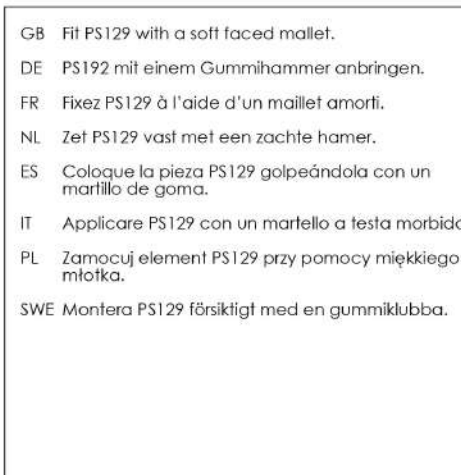 GB Fit PS129 with a soft faced mallet.
DE PS192 mit einem Gummihammer anbringen.
FR Fixez PS129 à l'aide d'un maillet amorti.
NL Zet PS129 vast met een zachte hamer.
ES Coloque la pieza PS129 golpeándola con un
martillo de goma.
IT Applicare PS129 con un martello a testa morbida
PL Zamocuj element PS129 przy pomocy miękkiego
młotka.
SWE Montera PS129 försiktigt med en gummiklubba.